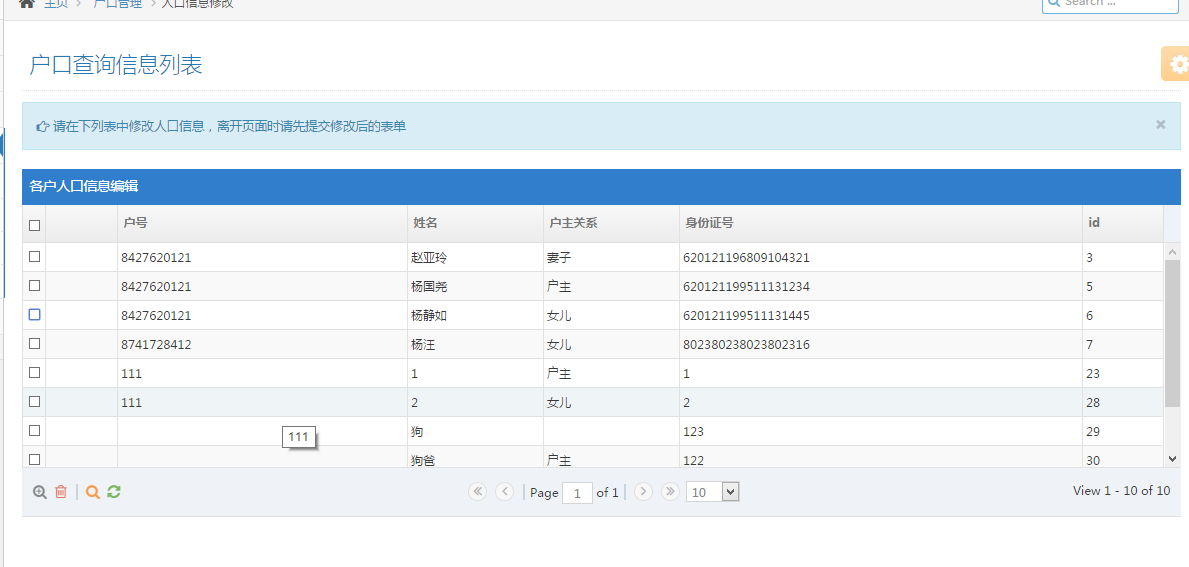 主页 > 户口管理 > 人口信息修改
Search ...
户口查询信息列表
请在下列表中修改人口信息，离开页面时请先提交修改后的表单 ×
各户人口信息编辑
户号 姓名 户主关系 身份证号 id
8427620121 赵亚玲 妻子 620121196809104321 3
8427620121 杨国尧 户主 620121199511131234 5
8427620121 杨静如 女儿 620121199511131445 6
8741728412 杨汪 女儿 802380238023802316 7
111 1 户主 1 23
111 2 女儿 2 28
狗 123 29
111
狗爸 户主 122 30
Page 1 of 1 10 View 1 - 10 of 10